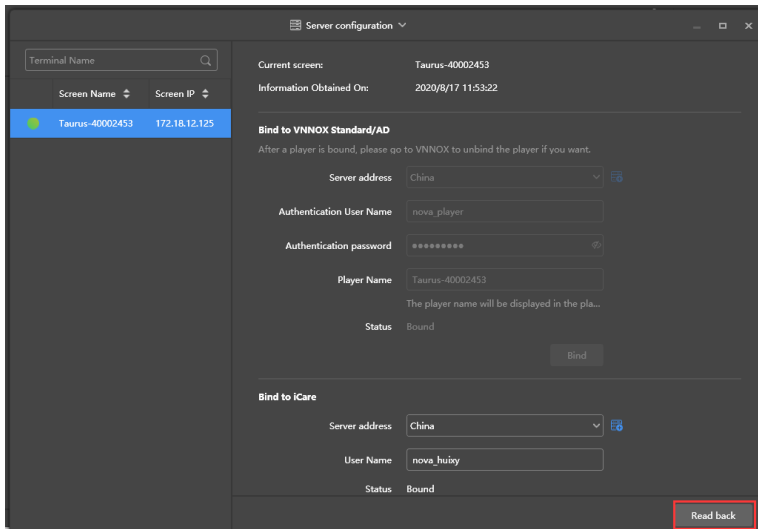 Server configuration
Terminal Name
Screen Name
Screen IP
Taurus-40002453
172.18.12.125
Current screen:
Taurus-40002453
Information Obtained On:
2020/8/17 11:53:22
Bind to VNNOX Standard/AD
After a player is bound, please go to VNNOX to unbind the player if you want.
Server address
China
Authentication User Name
nova_player
Authentication password
•••••••••
Player Name
Taurus-40002453
The player name will be displayed in the pla...
Status
Bound
Bind
Bind to iCare
Server address
China
User Name
nova_huixy
Status
Bound
Read back